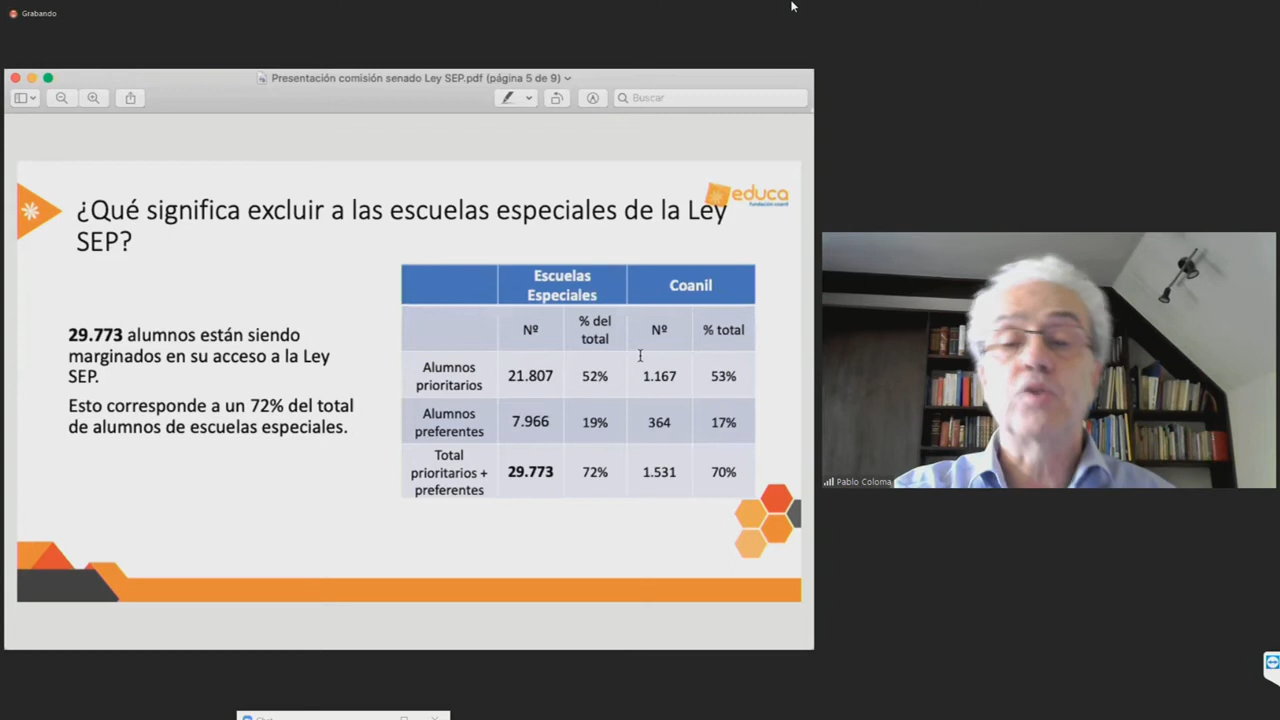 Grabando
Presentación comisión senado Ley SEP.pdf (página 5 de 9)
Buscar
educa
fundación coanil
¿Qué significa excluir a las escuelas especiales de la Ley
SEP?
29.773 alumnos están siendo
marginados en su acceso a la Ley
SEP.
Esto corresponde a un 72% del total
de alumnos de escuelas especiales.
Escuelas
Especiales
Coanil
Nº
% del
total
Nº
% total
Alumnos
prioritarios
21.807
52%
1.167
53%
Alumnos
preferentes
7.966
19%
364
17%
Total
prioritarios +
preferentes
29.773
72%
1.531
70%
Pablo Coloma